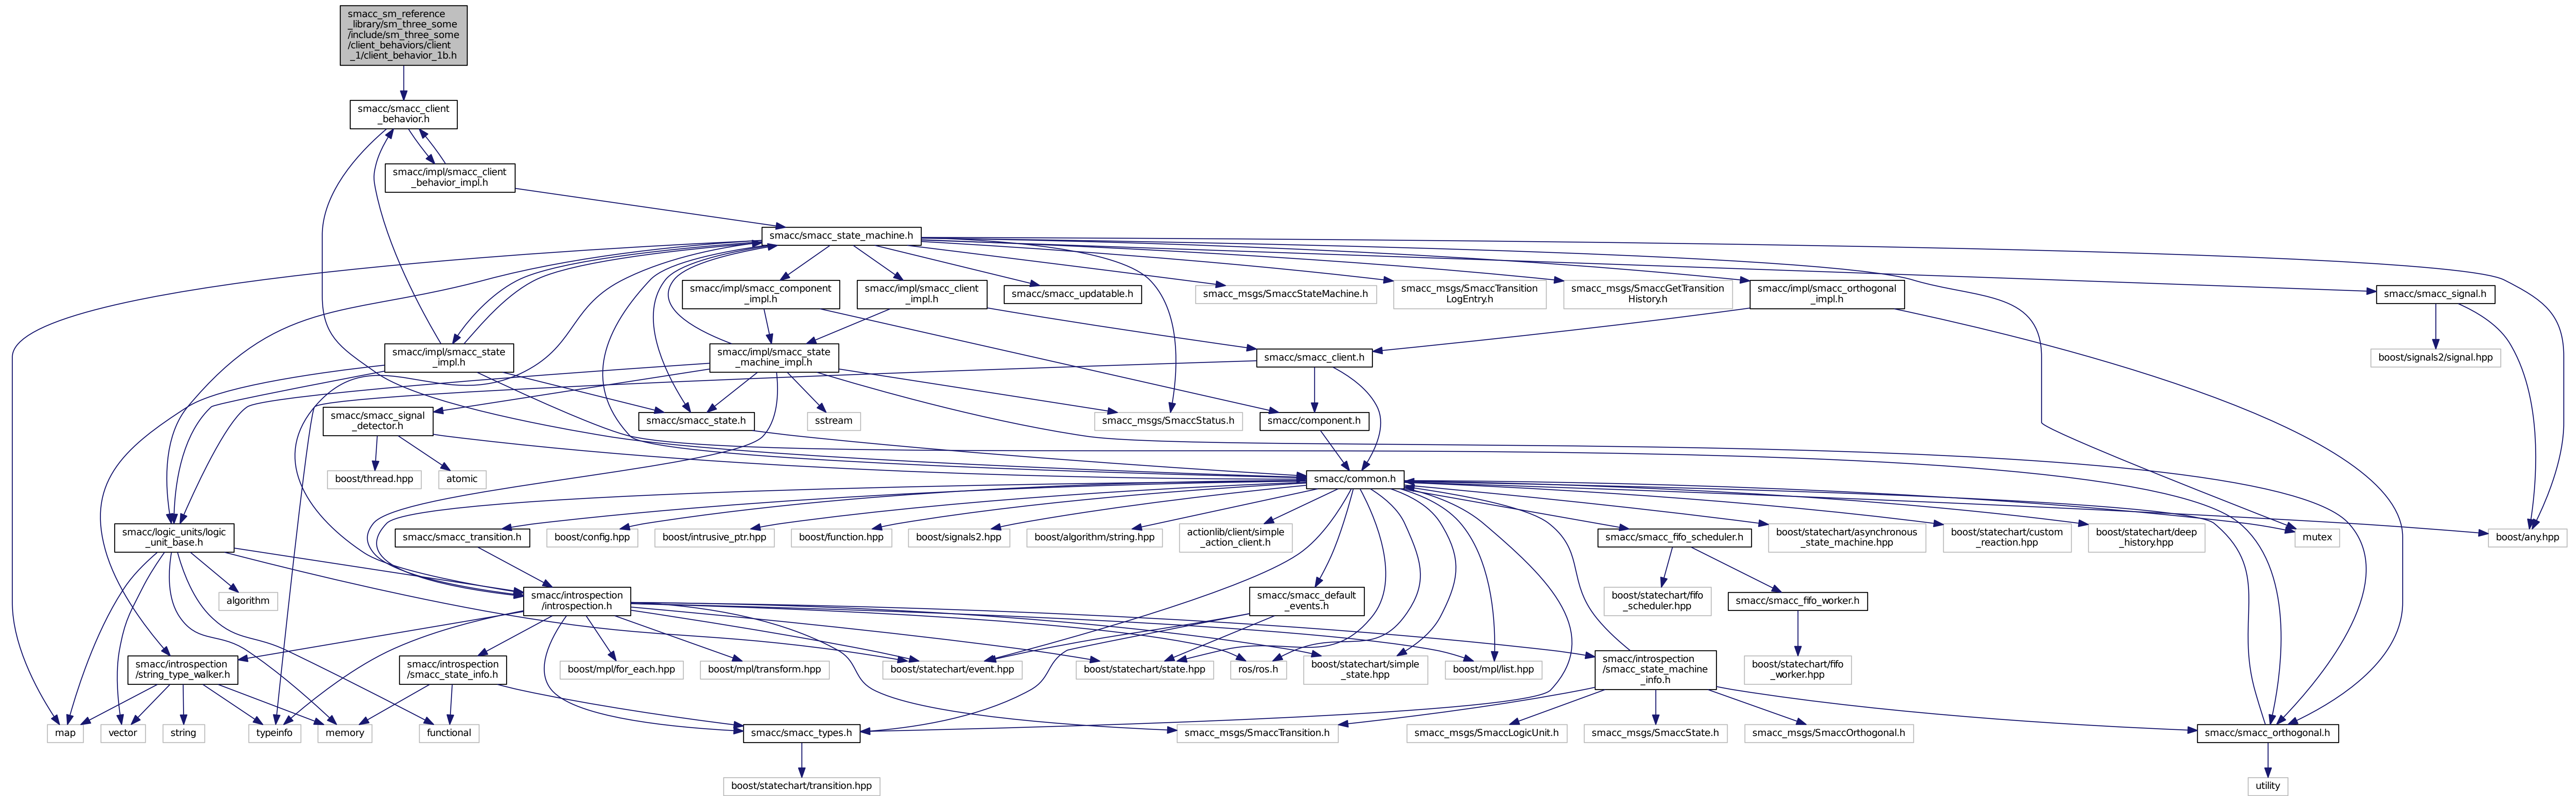 smacc_sm_reference
_library/sm_three_some
/include/sm_three_some
/client_behaviors/client
_1/client_behavior_1b.h
smacc/smacc_client
_behavior.h
smacc/impl/smacc_client
_behavior_impl.h
smacc/smacc_state_machine.h
smacc/impl/smacc_component
_impl.h
smacc/impl/smacc_client
_impl.h
smacc/smacc_updatable.h
smacc_msgs/SmaccStateMachine.h
smacc_msgs/SmaccTransition
LogEntry.h
smacc_msgs/SmaccGetTransition
History.h
smacc/impl/smacc_orthogonal
_impl.h
smacc/smacc_signal.h
smacc/impl/smacc_state
_impl.h
smacc/impl/smacc_state
_machine_impl.h
smacc/smacc_client.h
boost/signals2/signal.hpp
smacc/smacc_signal
_detector.h
smacc/smacc_state.h
sstream
smacc_msgs/SmaccStatus.h
smacc/component.h
boost/thread.hpp
atomic
smacc/common.h
smacc/logic_units/logic
_unit_base.h
smacc/smacc_transition.h
boost/config.hpp
boost/intrusive_ptr.hpp
boost/function.hpp
boost/signals2.hpp
boost/algorithm/string.hpp
actionlib/client/simple
_action_client.h
smacc/smacc_fifo_scheduler.h
boost/statechart/asynchronous
_state_machine.hpp
boost/statechart/custom
_reaction.hpp
boost/statechart/deep
_history.hpp
mutex
boost/any.hpp
algorithm
smacc/introspection
/introspection.h
smacc/smacc_default
_events.h
boost/statechart/fifo
_scheduler.hpp
smacc/smacc_fifo_worker.h
smacc/introspection
/string_type_walker.h
smacc/introspection
/smacc_state_info.h
boost/mpl/for_each.hpp
boost/mpl/transform.hpp
boost/statechart/event.hpp
boost/statechart/state.hpp
ros/ros.h
boost/statechart/simple
_state.hpp
boost/mpl/list.hpp
smacc/introspection
/smacc_state_machine
_info.h
boost/statechart/fifo
_worker.hpp
map
vector
string
typeinfo
memory
functional
smacc/smacc_types.h
smacc_msgs/SmaccTransition.h
smacc_msgs/SmaccLogicUnit.h
smacc_msgs/SmaccState.h
smacc_msgs/SmaccOrthogonal.h
smacc/smacc_orthogonal.h
boost/statechart/transition.hpp
utility